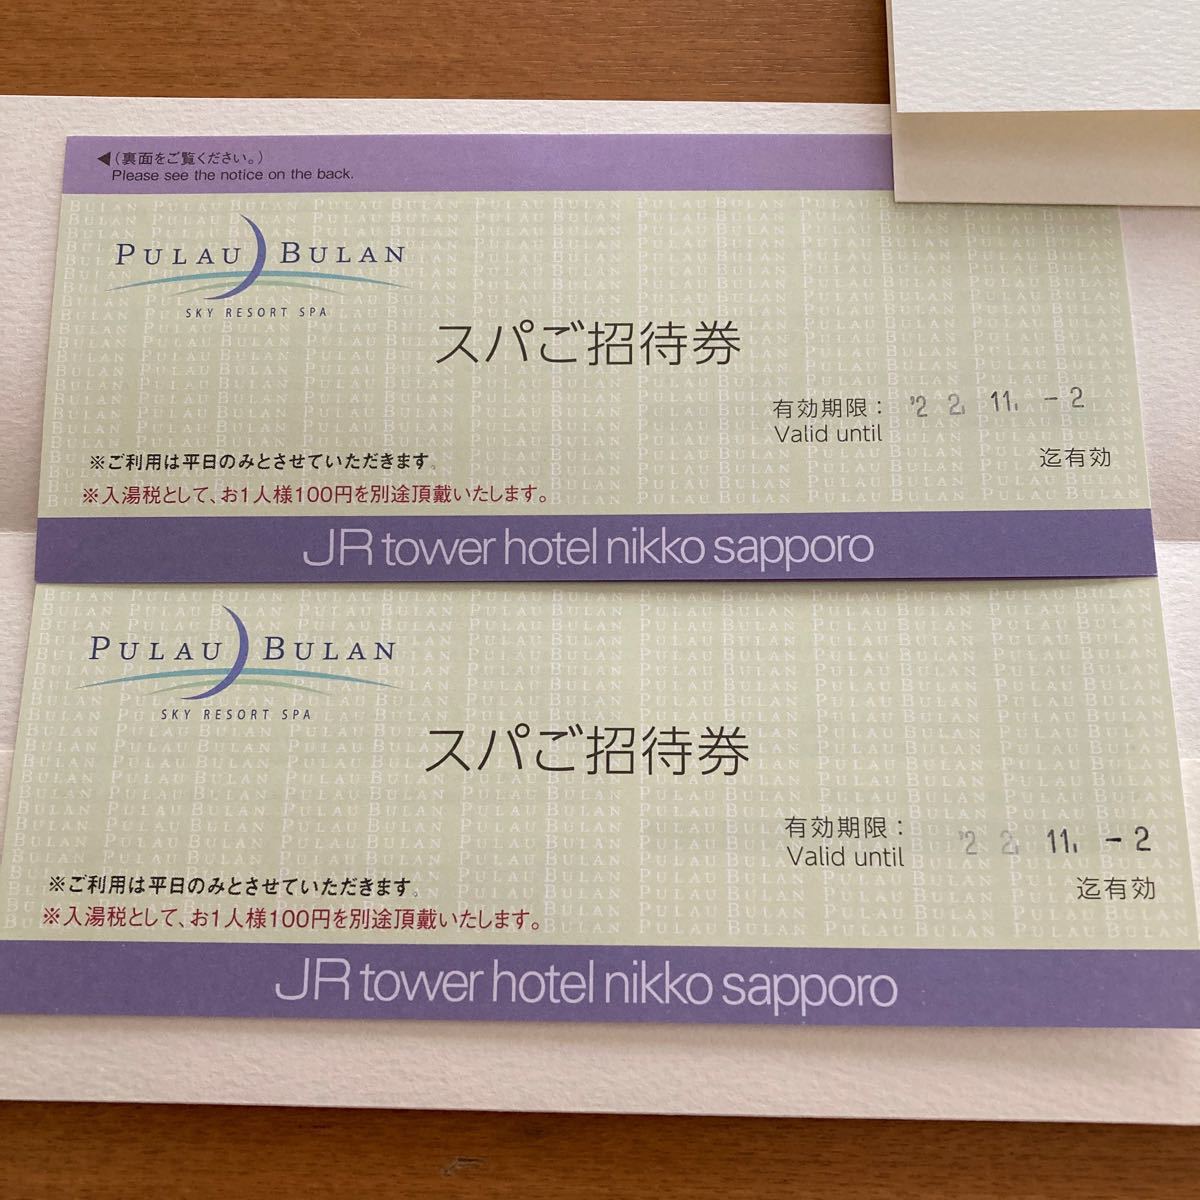 ◀(裏面をご覧ください。)
Please see the notice on the back.
PULAU BULAN
SKY RESORT SPA
スパご招待券
有効期限: '22. 11. -2
Valid until
迄有効
※ご利用は平日のみとさせていただきます。
※入湯税として、お1人様100円を別途頂戴いたします。
JR tower hotel nikko sapporo
PULAU BULAN
SKY RESORT SPA
スパご招待券
有効期限: '22. 11. -2
Valid until
迄有効
※ご利用は平日のみとさせていただきます。
※入湯税として、お1人様100円を別途頂戴いたします。
JR tower hotel nikko sapporo